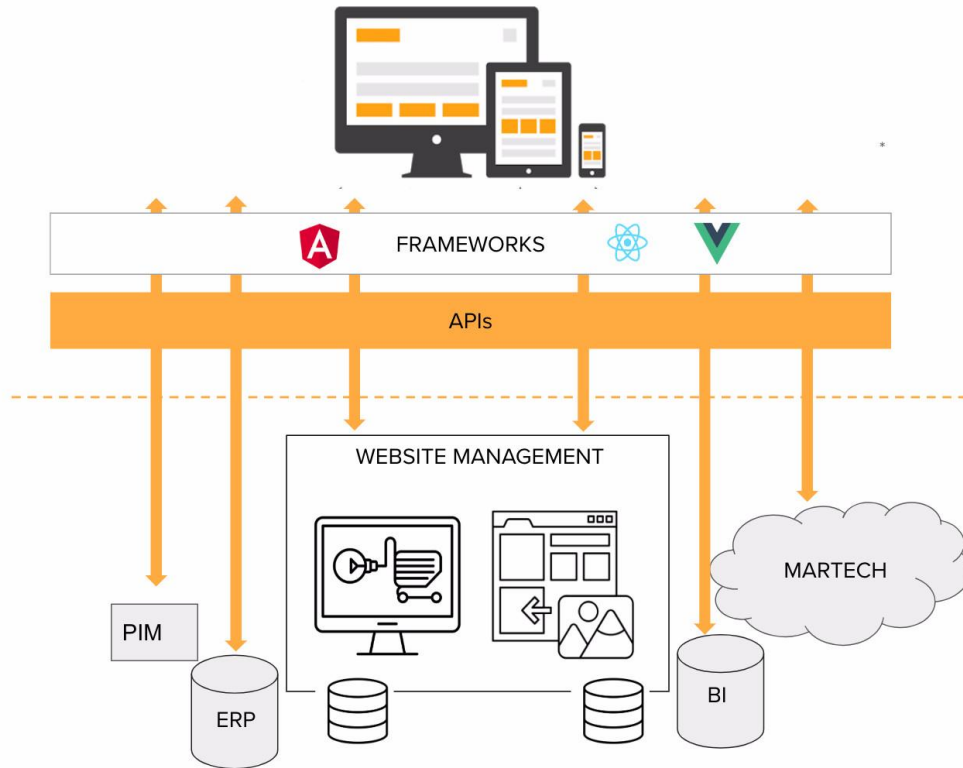 *
FRAMEWORKS
APIs
WEBSITE MANAGEMENT
MARTECH
PIM
BI
ERP